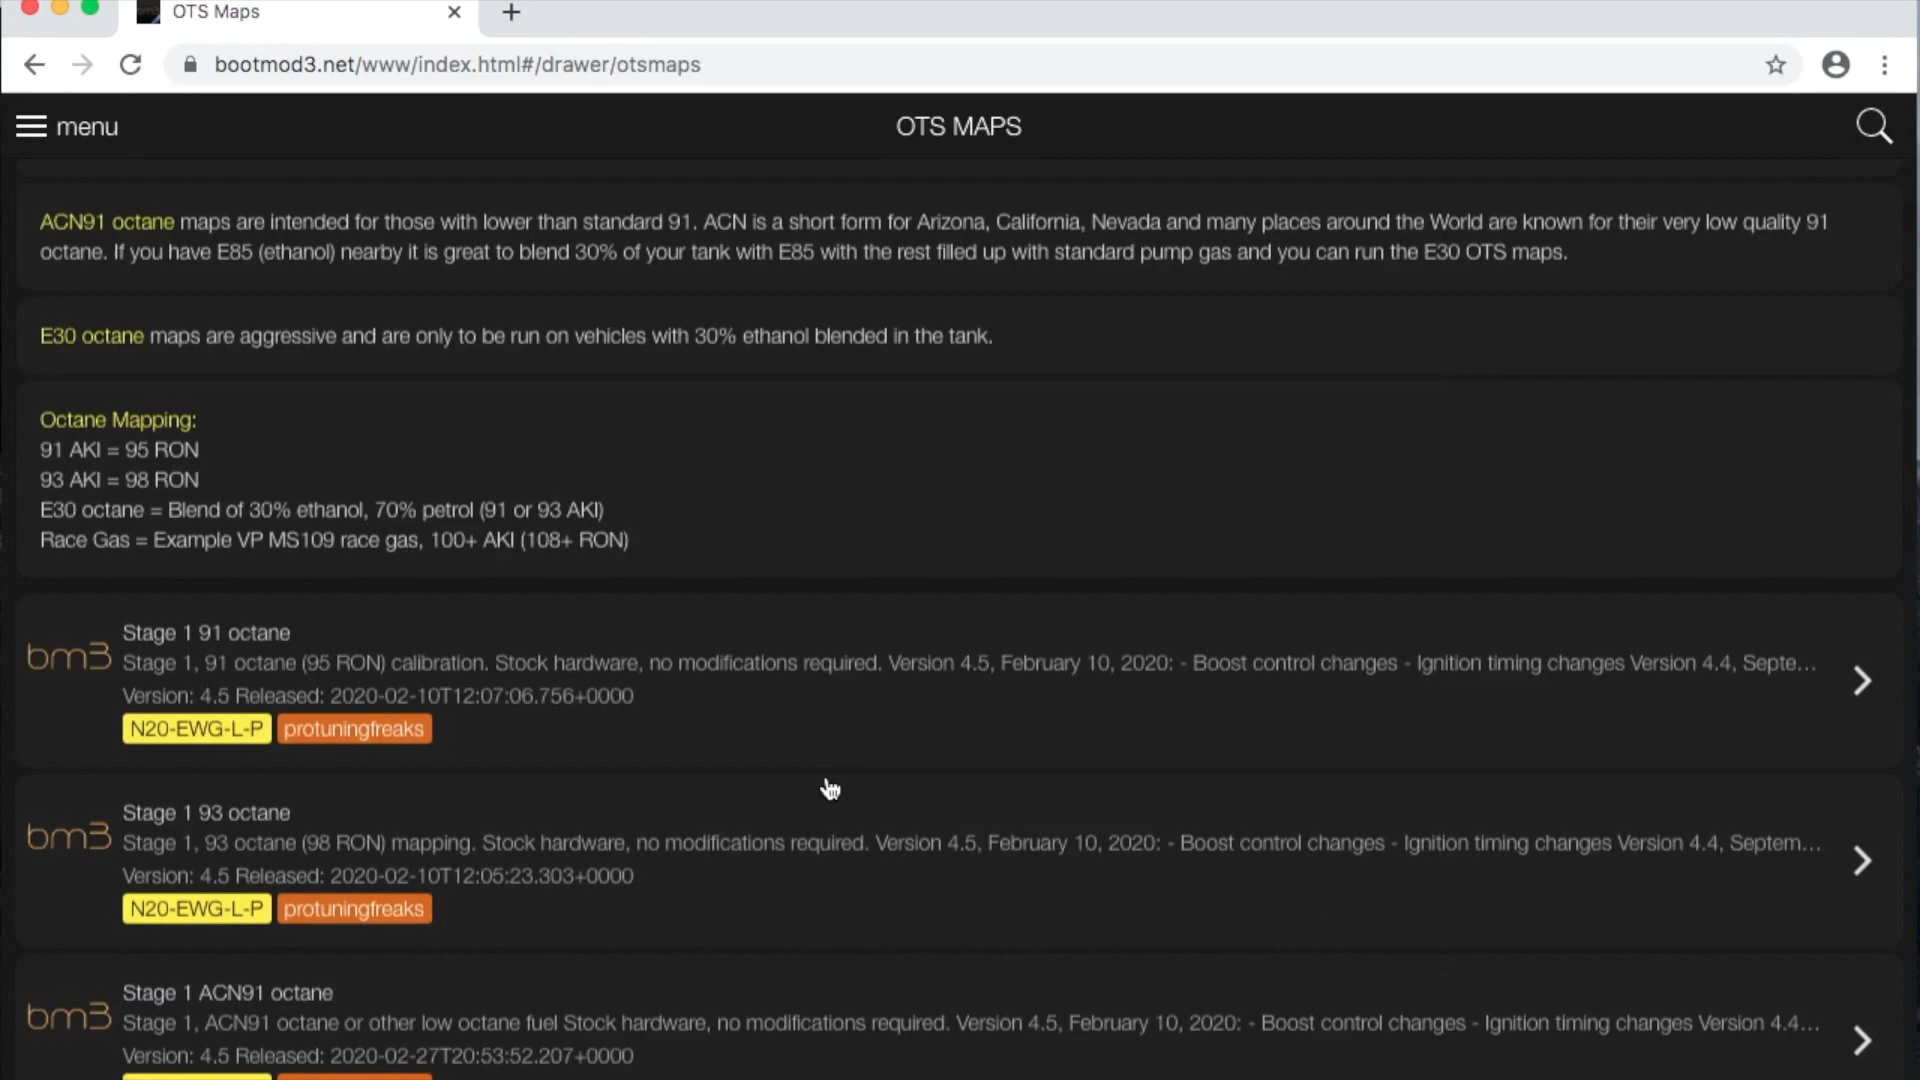 OTS Maps
bootmod3.net/www/index.html#/drawer/otsmaps
menu
OTS MAPS
ACN91 octane maps are intended for those with lower than standard 91. ACN is a short form for Arizona, California, Nevada and many places around the World are known for their very low quality 91
octane. If you have E85 (ethanol) nearby it is great to blend 30% of your tank with E85 with the rest filled up with standard pump gas and you can run the E30 OTS maps.
E30 octane maps are aggressive and are only to be run on vehicles with 30% ethanol blended in the tank.
Octane Mapping:
91 AKI = 95 RON
93 AKI = 98 RON
E30 octane = Blend of 30% ethanol, 70% petrol (91 or 93 AKI)
Race Gas = Example VP MS109 race gas, 100+ AKI (108+ RON)
bm3
Stage 1 91 octane
Stage 1, 91 octane (95 RON) calibration. Stock hardware, no modifications required. Version 4.5, February 10, 2020: - Boost control changes - Ignition timing changes Version 4.4, Septe...
Version: 4.5 Released: 2020-02-10T12:07:06.756+0000
N20-EWG-L-P protuningfreaks
bm3
Stage 1 93 octane
Stage 1, 93 octane (98 RON) mapping. Stock hardware, no modifications required. Version 4.5, February 10, 2020: - Boost control changes - Ignition timing changes Version 4.4, Septem...
Version: 4.5 Released: 2020-02-10T12:05:23.303+0000
N20-EWG-L-P protuningfreaks
bm3
Stage 1 ACN91 octane
Stage 1, ACN91 octane or other low octane fuel Stock hardware, no modifications required. Version 4.5, February 10, 2020: - Boost control changes - Ignition timing changes Version 4.4...
Version: 4.5 Released: 2020-02-27T20:53:52.207+0000